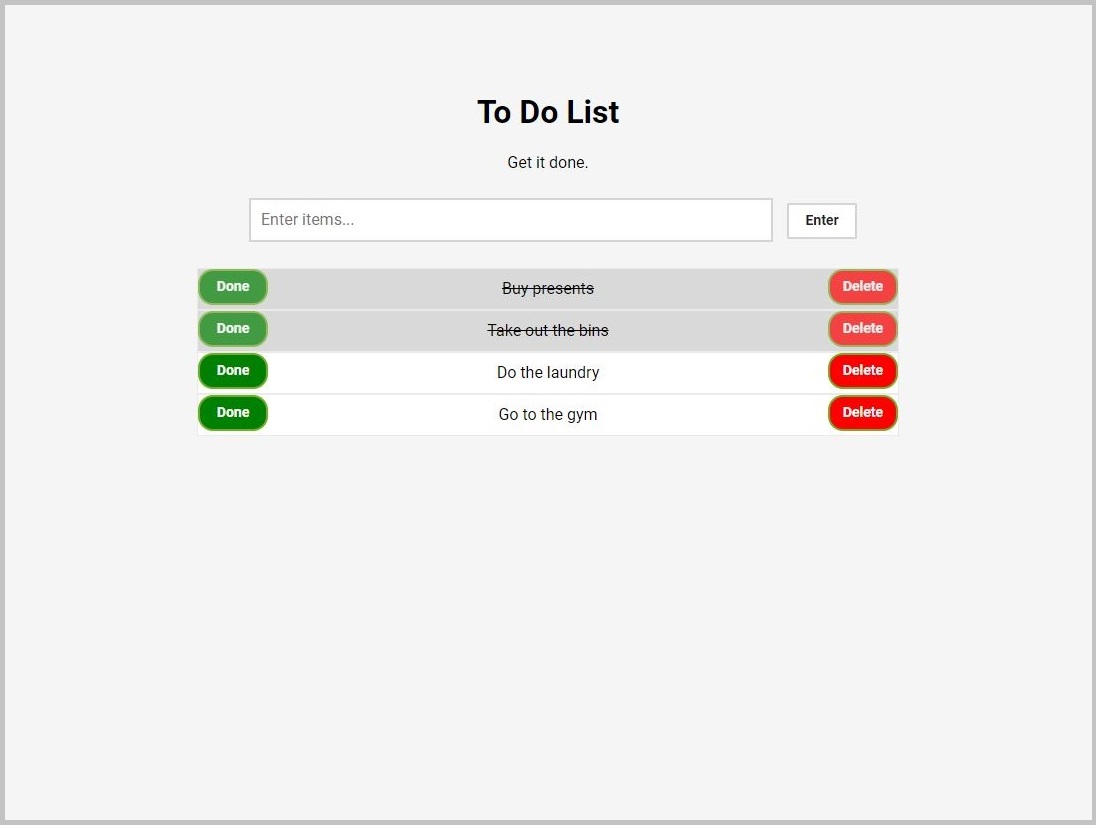 To Do List
Get it done.
Enter items...
Enter
Done Buy presents Delete
Done Take out the bins Delete
Done Do the laundry Delete
Done Go to the gym Delete